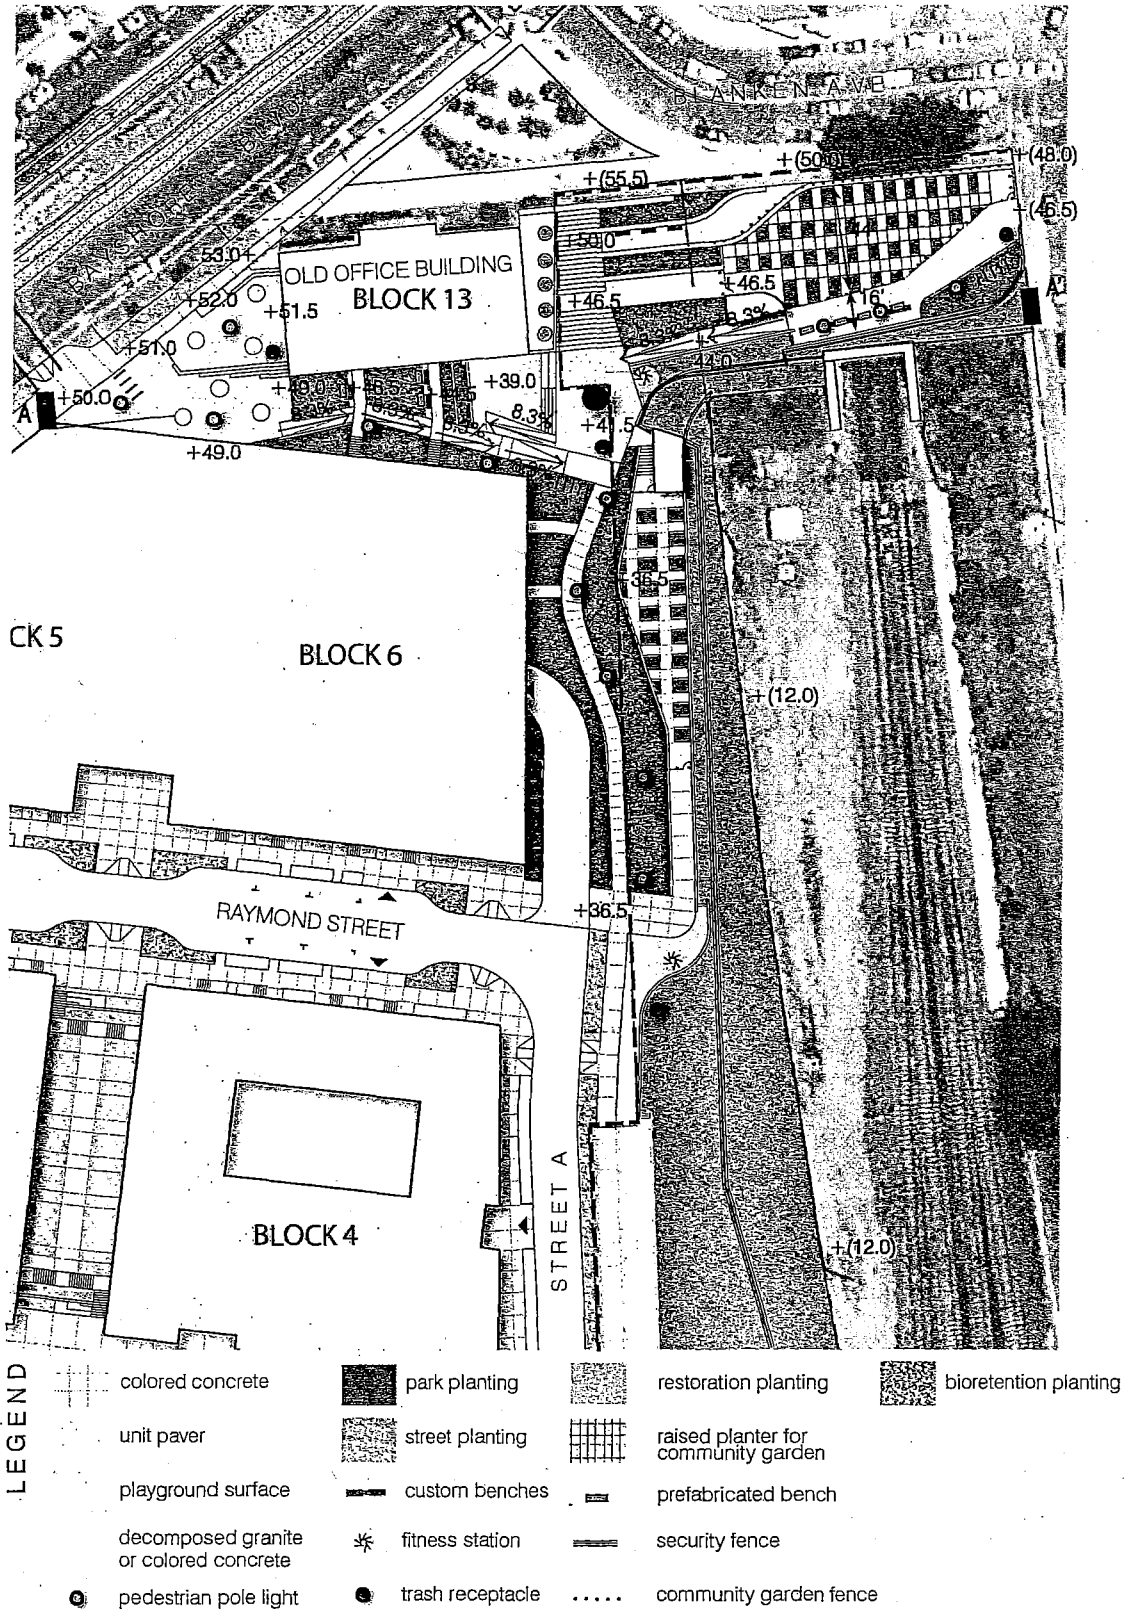 BLANKEN AVE
+(50.0)
+(48.0)
+(55.5)
+(46.5)
BAYSHORE
53.0+
+50.0
OLD OFFICE BUILDING
BLOCK 13
+52.0
+51.5
+46.5
+46.5
16'
A'
8.3%
+51.0
44.0
+49.0
+39.0
A
+50.0
8.3%
8.3%
8.3%
8.3%
+41.5
+49.0
+36.5
CK 5
BLOCK 6
+(12.0)
RAYMOND STREET
+36.5
BLOCK 4
STREET A
+(12.0)
LEGEND
colored concrete
park planting
restoration planting
bioretention planting
unit paver
street planting
raised planter for
community garden
playground surface
custom benches
prefabricated bench
decomposed granite
or colored concrete
fitness station
security fence
pedestrian pole light
trash receptacle
community garden fence